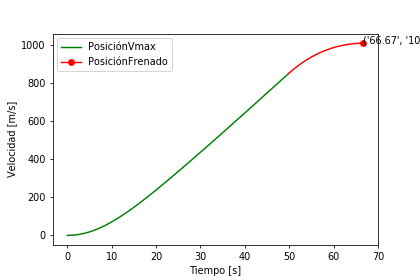 PosiciónVmax
PosiciónFrenado
('66.67', '10
1000
800
600
400
200
0
Velocidad [m/s]
0 10 20 30 40 50 60 70
Tiempo [s]